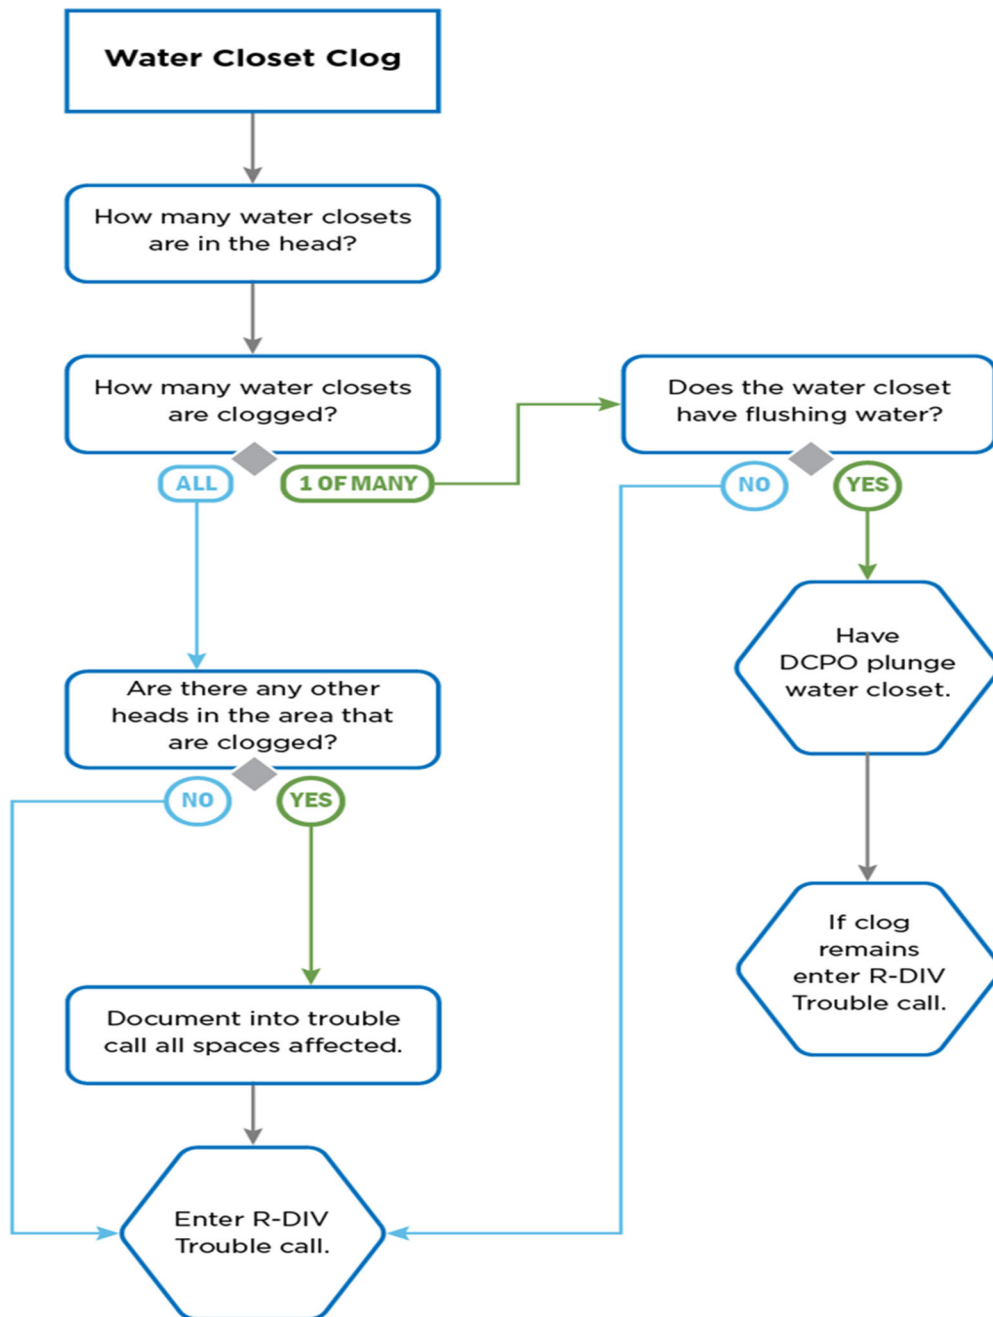 Water Closet Clog
How many water closets
are in the head?
How many water closets
are clogged?
ALL
1 OF MANY
Does the water closet
have flushing water?
NO
YES
Have
DCPO plunge
water closet.
If clog
remains
enter R-DIV
Trouble call.
Are there any other
heads in the area that
are clogged?
NO
YES
Document into trouble
call all spaces affected.
Enter R-DIV
Trouble call.